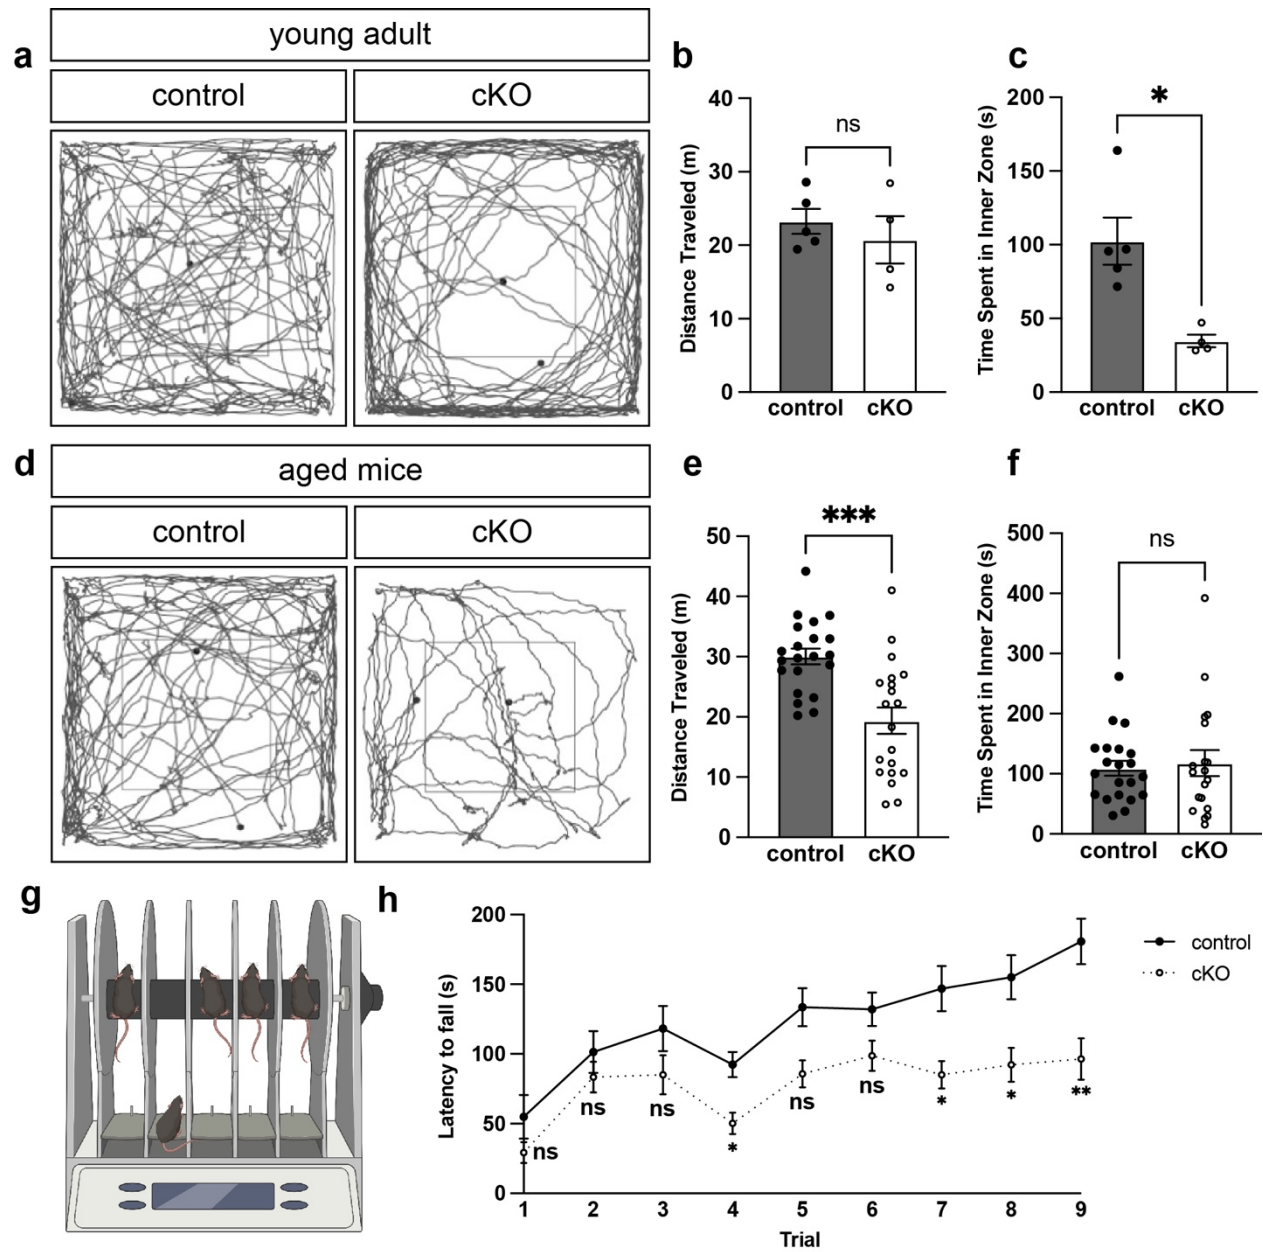 a
young adult
control
cKO
b
Distance Traveled (m)
40
30
20
10
0
ns
control
cKO
c
Time Spent in Inner Zone (s)
200
150
100
50
0
*
control
cKO
d
aged mice
control
cKO
e
Distance Traveled (m)
50
40
30
20
10
0
***
control
cKO
f
Time Spent in Inner Zone (s)
500
400
300
200
100
0
ns
control
cKO
g
h
Latency to fall (s)
200
150
100
50
0
ns
ns
ns
*
ns
ns
*
*
**
1 2 3 4 5 6 7 8 9
Trial
control
cKO